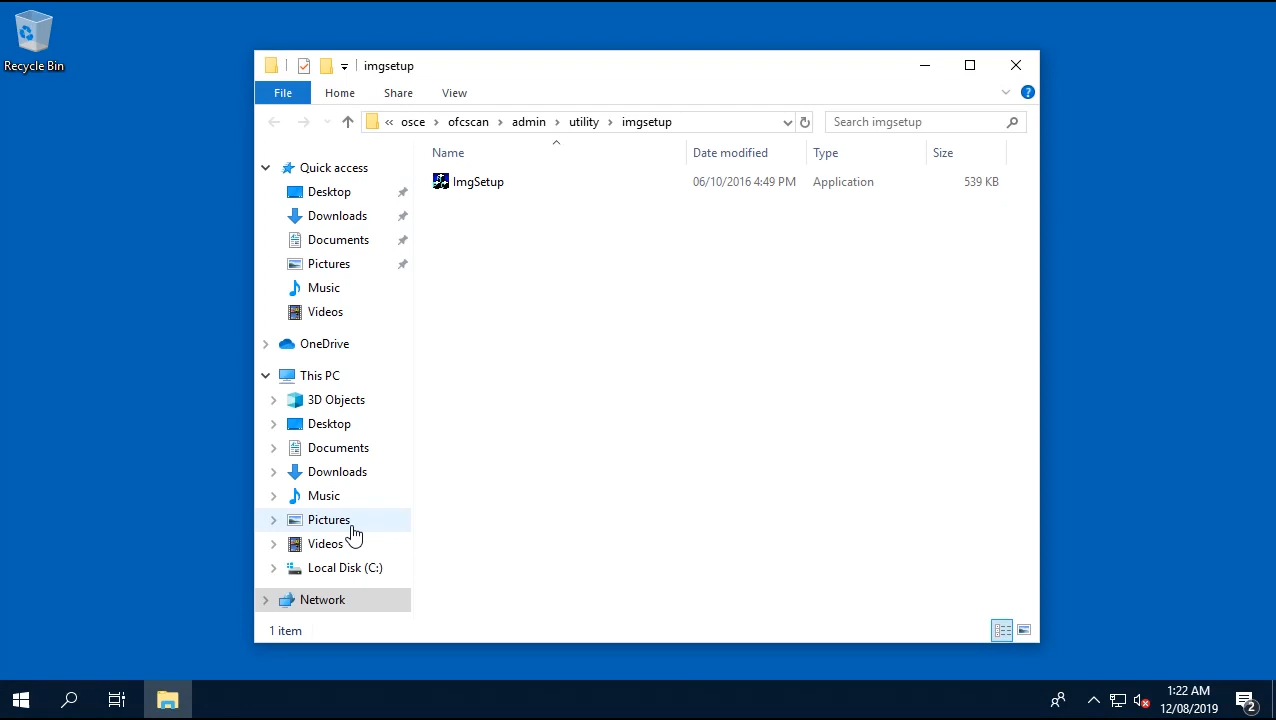 Recycle Bin
imgsetup
File
Home
Share
View
« osce > ofcscan > admin > utility > imgsetup
Search imgsetup
Name
Date modified
Type
Size
ImgSetup
06/10/2016 4:49 PM
Application
539 KB
Quick access
Desktop
Downloads
Documents
Pictures
Music
Videos
OneDrive
This PC
3D Objects
Desktop
Documents
Downloads
Music
Pictures
Videos
Local Disk (C:)
Network
1 item
1:22 AM
12/08/2019
2